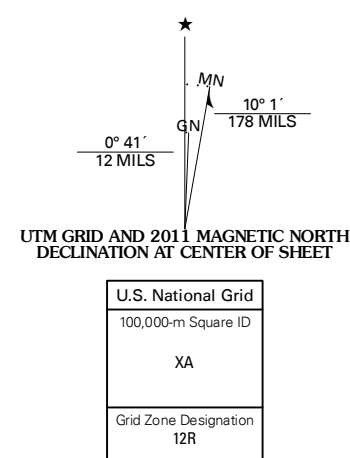 ★
MN
GN
10° 1´
178 MILS
0° 41´
12 MILS
UTM GRID AND 2011 MAGNETIC NORTH
DECLINATION AT CENTER OF SHEET
U.S. National Grid
100,000-m Square ID
XA
Grid Zone Designation
12R